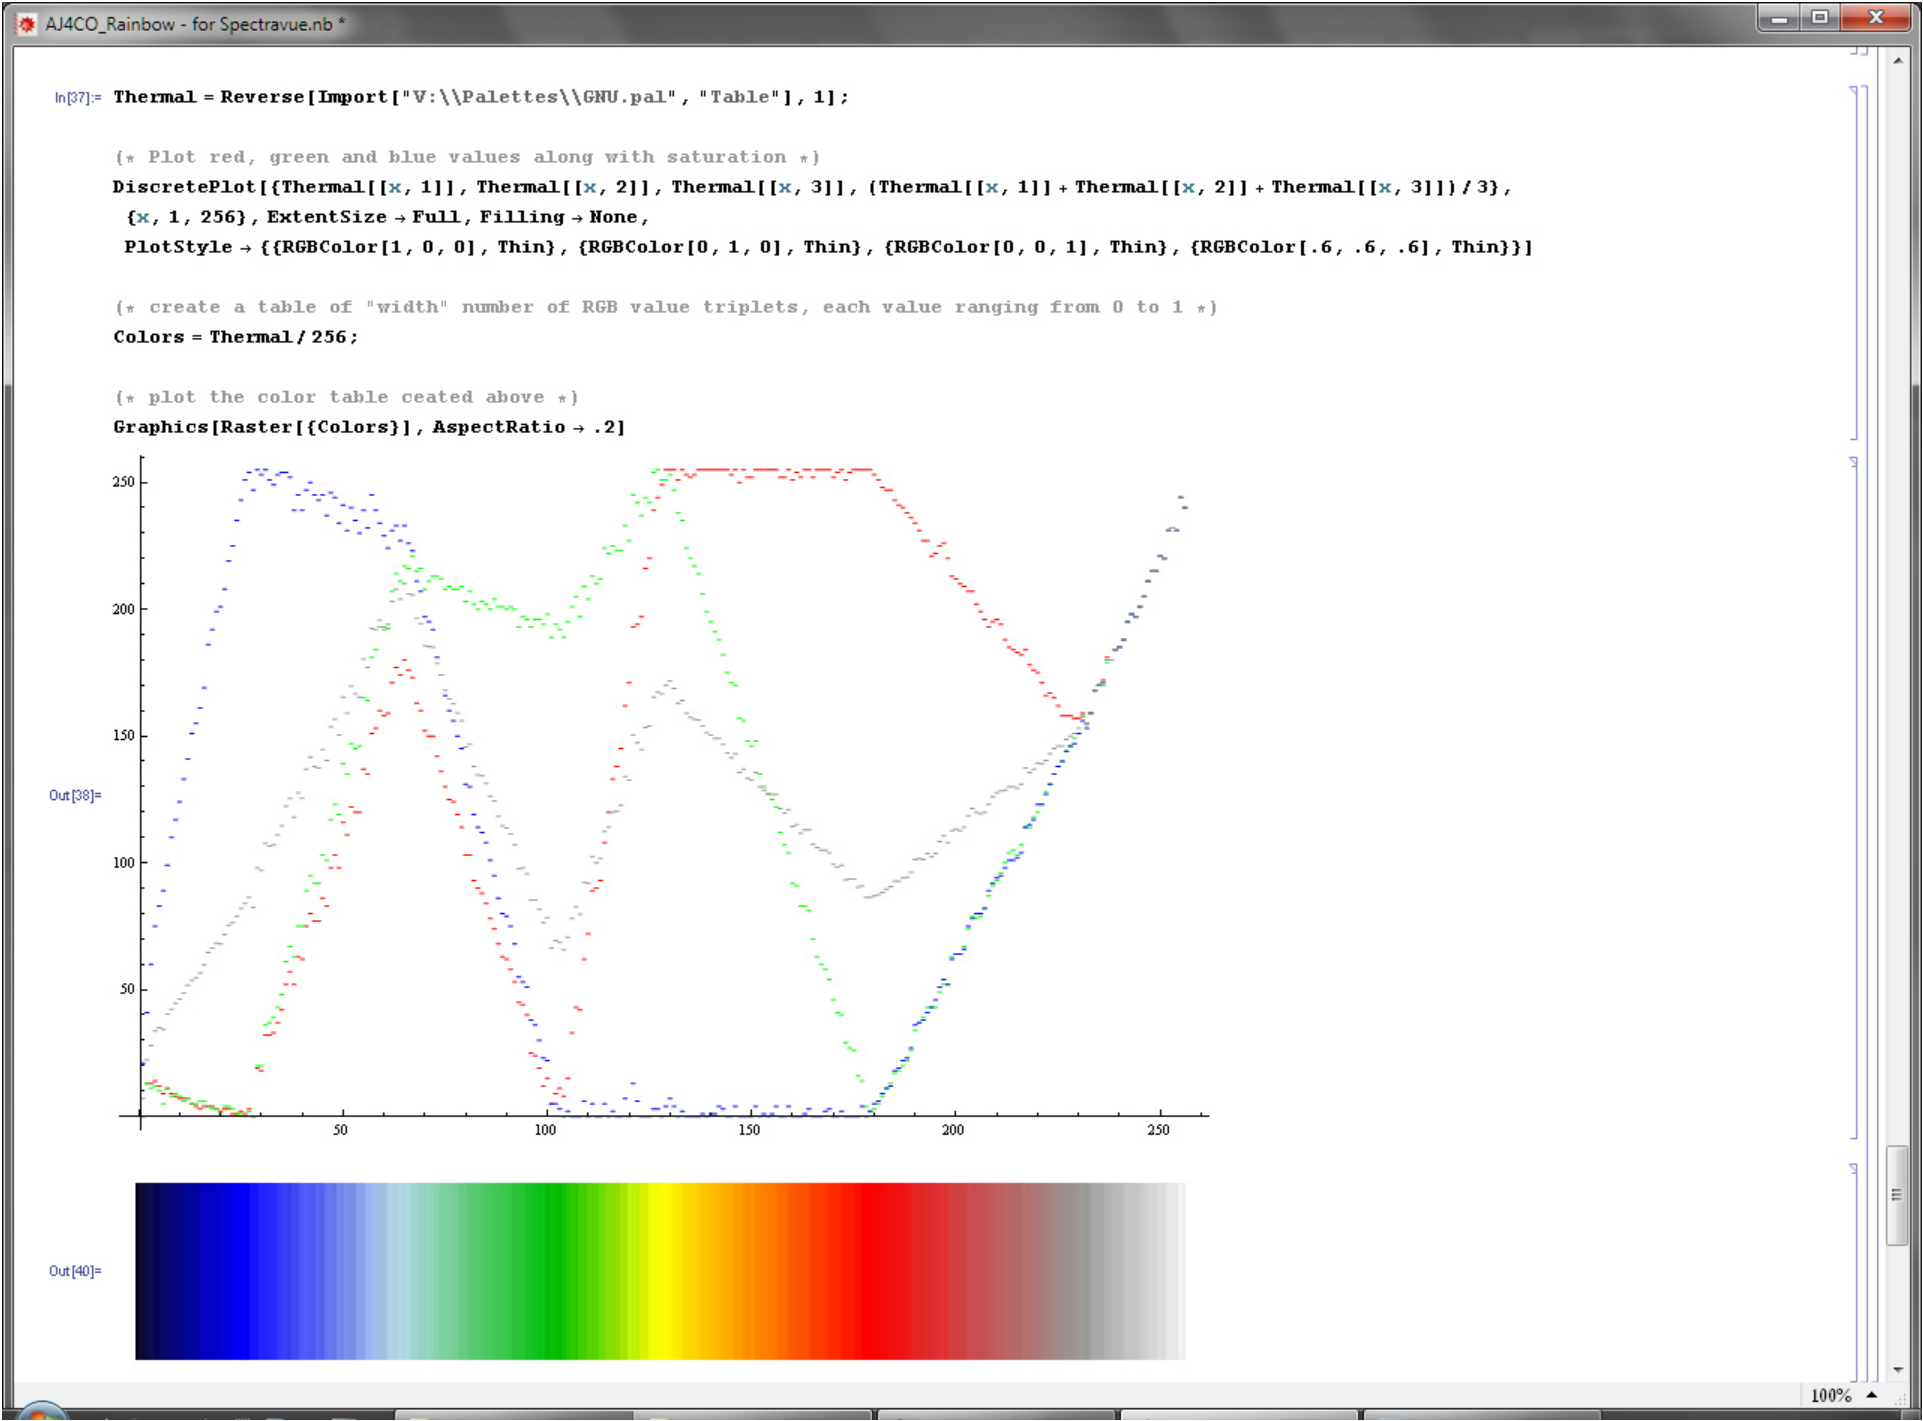 AJ4CO_Rainbow - for Spectravue.nb *
In[37]:= Thermal = Reverse[Import["V:\\Palettes\\GNU.pal", "Table"], 1];
(* Plot red, green and blue values along with saturation *)
DiscretePlot[{Thermal[[x, 1]], Thermal[[x, 2]], Thermal[[x, 3]], (Thermal[[x, 1]] + Thermal[[x, 2]] + Thermal[[x, 3]]) / 3},
{x, 1, 256}, ExtentSize → Full, Filling → None,
PlotStyle → {{RGBColor[1, 0, 0], Thin}, {RGBColor[0, 1, 0], Thin}, {RGBColor[0, 0, 1], Thin}, {RGBColor[.6, .6, .6], Thin}}]
(* create a table of "width" number of RGB value triplets, each value ranging from 0 to 1 *)
Colors = Thermal / 256;
(* plot the color table ceated above *)
Graphics[Raster[{Colors}], AspectRatio → .2]
250
200
150
Out[38]=
100
50
50 100 150 200 250
Out[40]=
100%